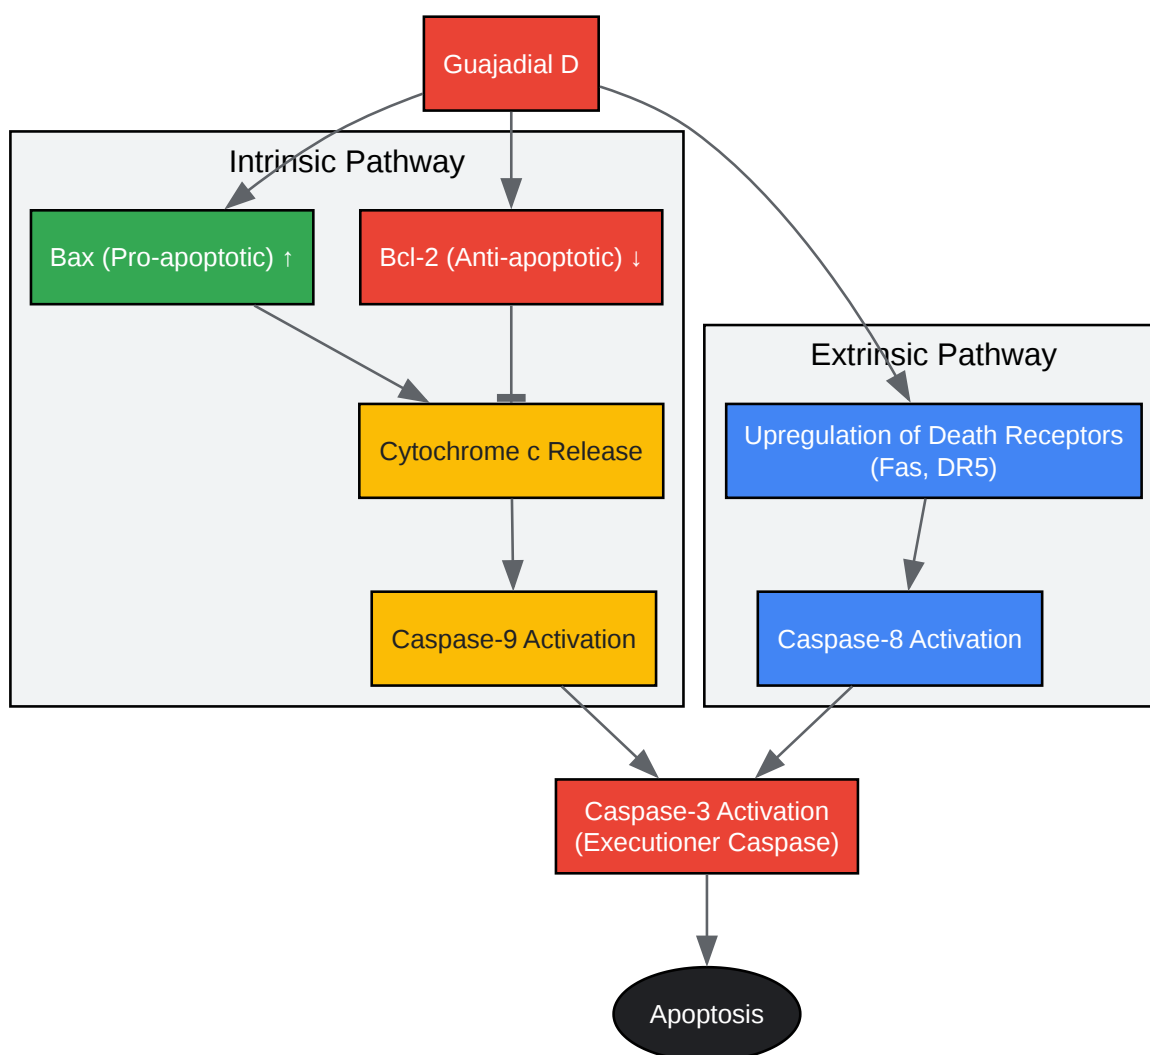 Guajadial D
Intrinsic Pathway
Bax (Pro-apoptotic) ↑
Bcl-2 (Anti-apoptotic) ↓
Extrinsic Pathway
Cytochrome c Release
Upregulation of Death Receptors
(Fas, DR5)
Caspase-9 Activation
Caspase-8 Activation
Caspase-3 Activation
(Executioner Caspase)
Apoptosis